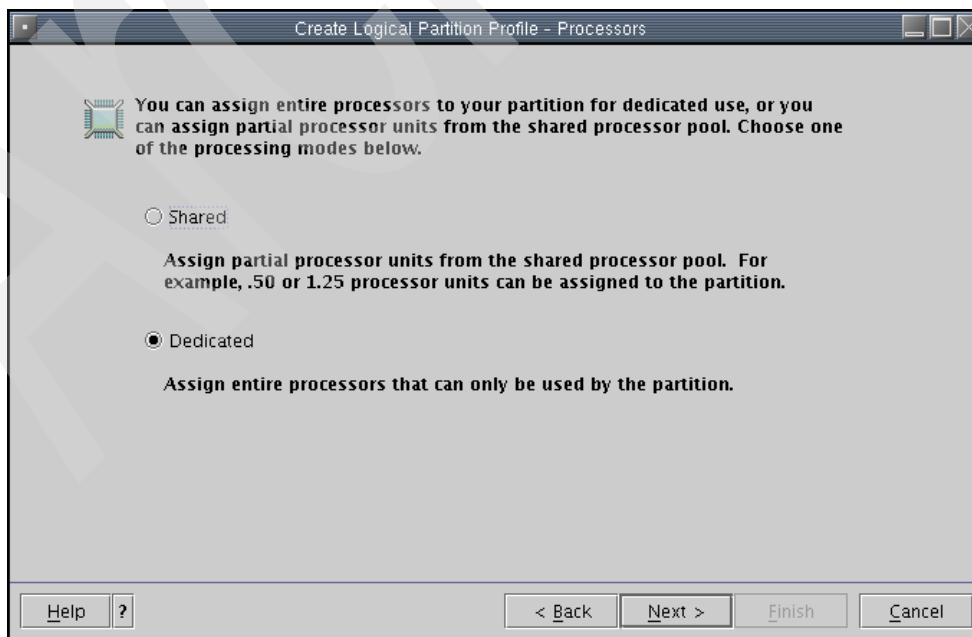 Create Logical Partition Profile - Processors
You can assign entire processors to your partition for dedicated use, or you
can assign partial processor units from the shared processor pool. Choose one
of the processing modes below.
Shared
Assign partial processor units from the shared processor pool. For
example, .50 or 1.25 processor units can be assigned to the partition.
Dedicated
Assign entire processors that can only be used by the partition.
Help ? < Back Next > Finish Cancel